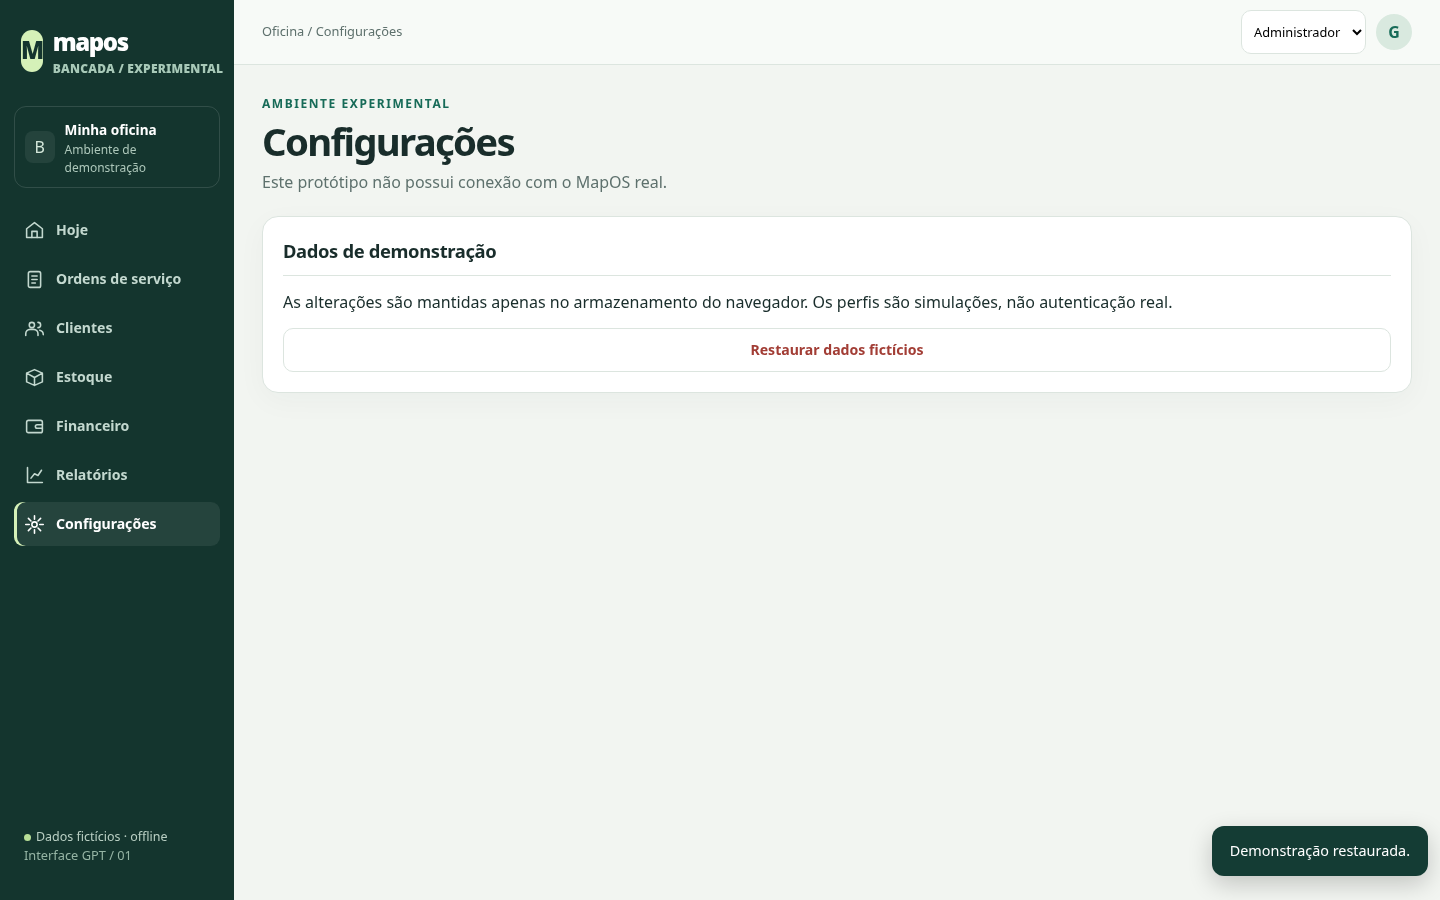 M
mapos
BANCADA / EXPERIMENTAL
B
Minha oficina
Ambiente de
demonstração
Hoje
Ordens de serviço
Clientes
Estoque
Financeiro
Relatórios
Configurações
Dados fictícios · offline
Interface GPT / 01
Oficina / Configurações
Administrador
G
AMBIENTE EXPERIMENTAL
Configurações
Este protótipo não possui conexão com o MapOS real.
Dados de demonstração
As alterações são mantidas apenas no armazenamento do navegador. Os perfis são simulações, não autenticação real.
Restaurar dados fictícios
Demonstração restaurada.